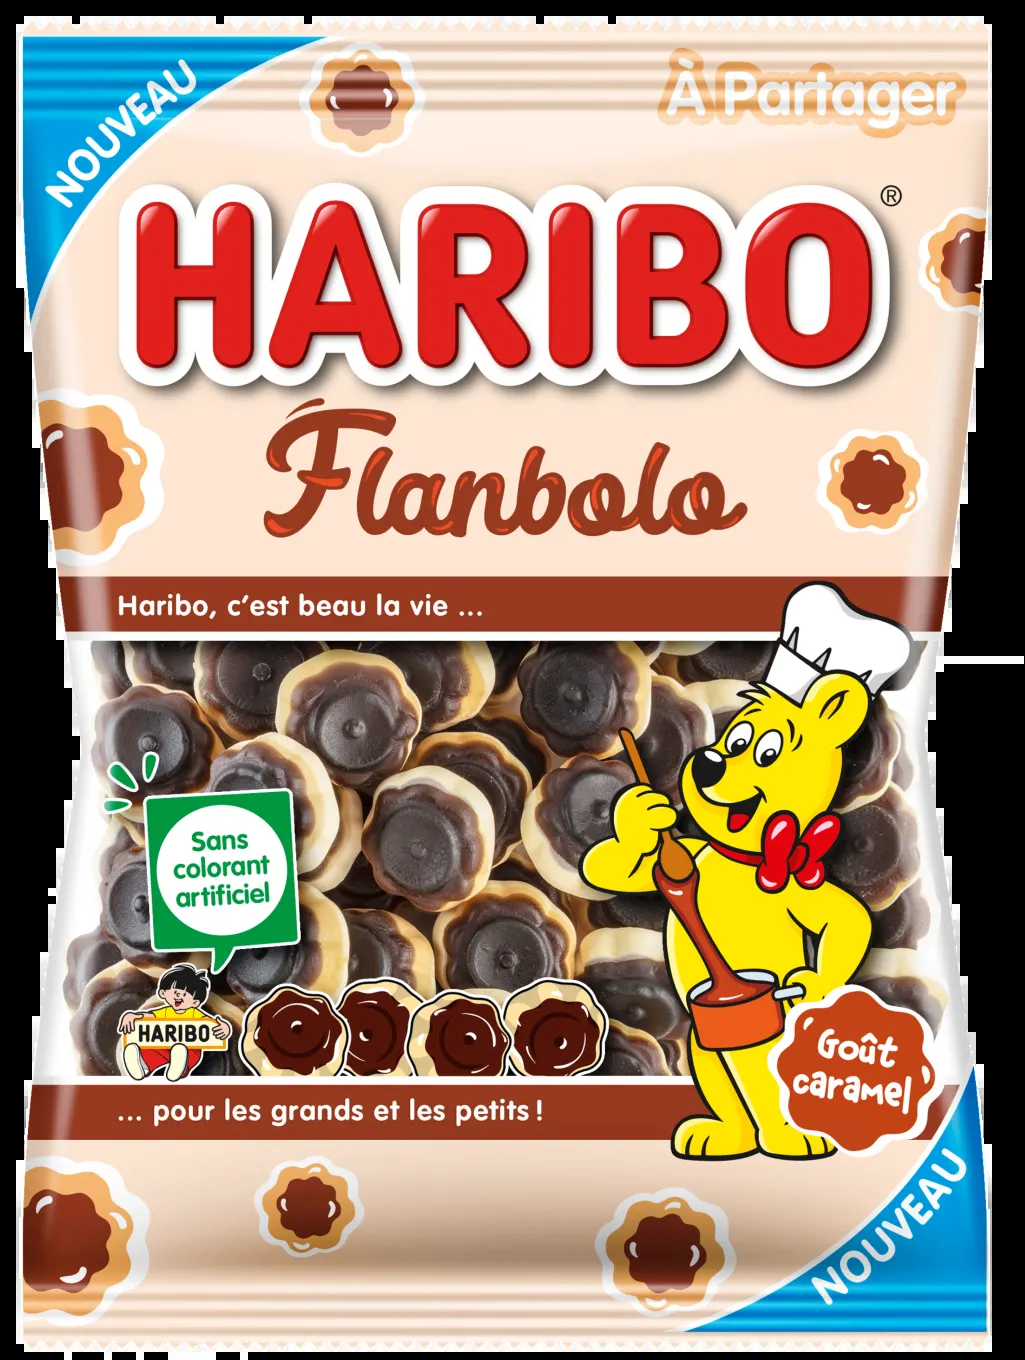 NOUVEAU
À Partager
HARIBO®
Flanbolo
Haribo, c'est beau la vie ...
Sans
colorant
artificiel
HARIBO
Goût
caramel
... pour les grands et les petits !
NOUVEAU